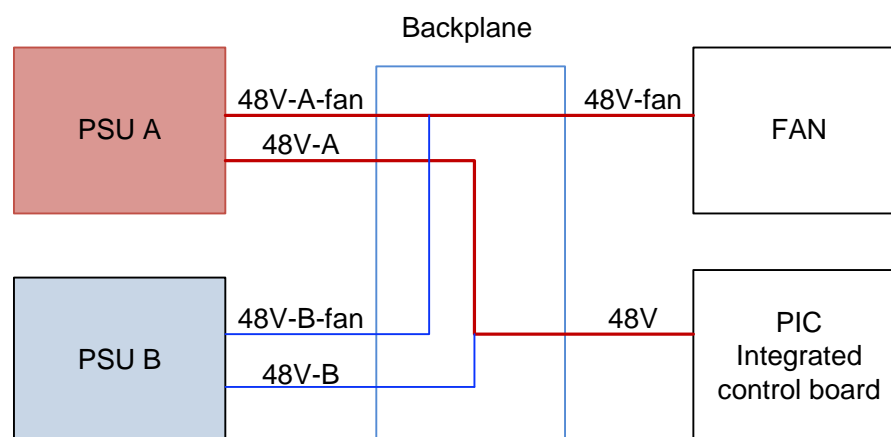 Backplane
48V-A-fan
48V-fan
PSU A
FAN
48V-A
48V-B-fan
48V
PIC
Integrated
control board
PSU B
48V-B